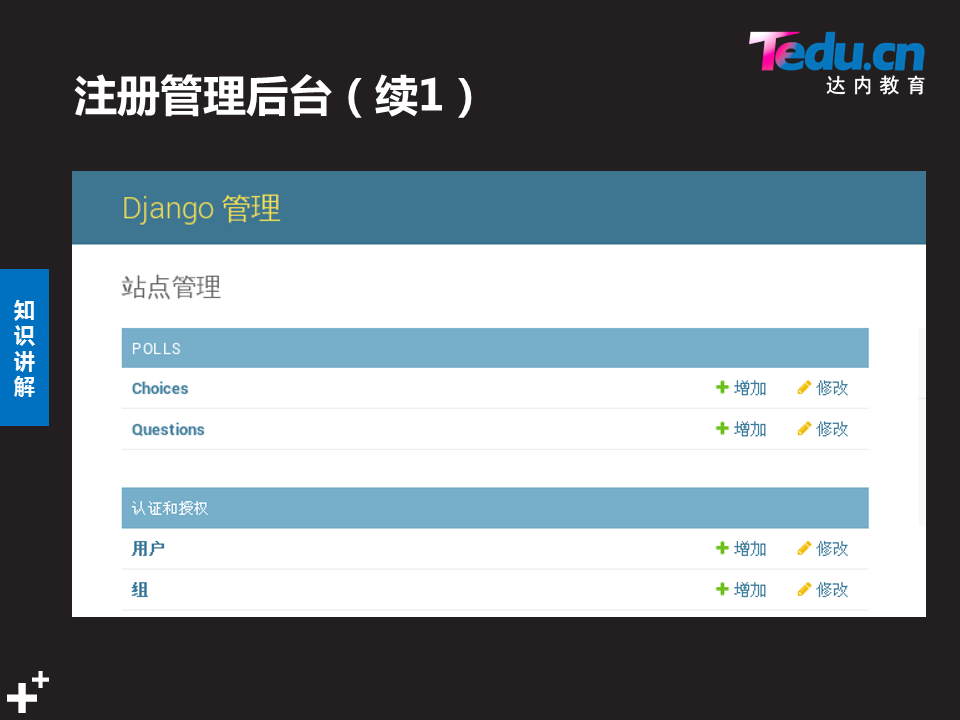 Tedu.cn
达内教育
注册管理后台（续1）
Django 管理
站点管理
知识讲解
POLLS
Choices 增加 修改
Questions 增加 修改
认证和授权
用户 增加 修改
组 增加 修改